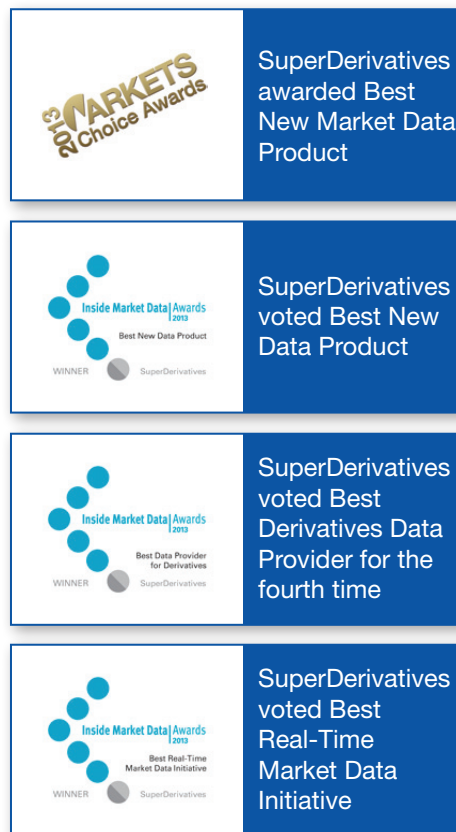 2013 MARKETS
Choice Awards
SuperDerivatives
awarded Best
New Market Data
Product
Inside Market Data | Awards
2013
Best New Data Product
WINNER SuperDerivatives
SuperDerivatives
voted Best New
Data Product
Inside Market Data | Awards
2013
Best Data Provider
for Derivatives
WINNER SuperDerivatives
SuperDerivatives
voted Best
Derivatives Data
Provider for the
fourth time
Inside Market Data | Awards
2013
Best Real-Time
Market Data Initiative
WINNER SuperDerivatives
SuperDerivatives
voted Best
Real-Time
Market Data
Initiative